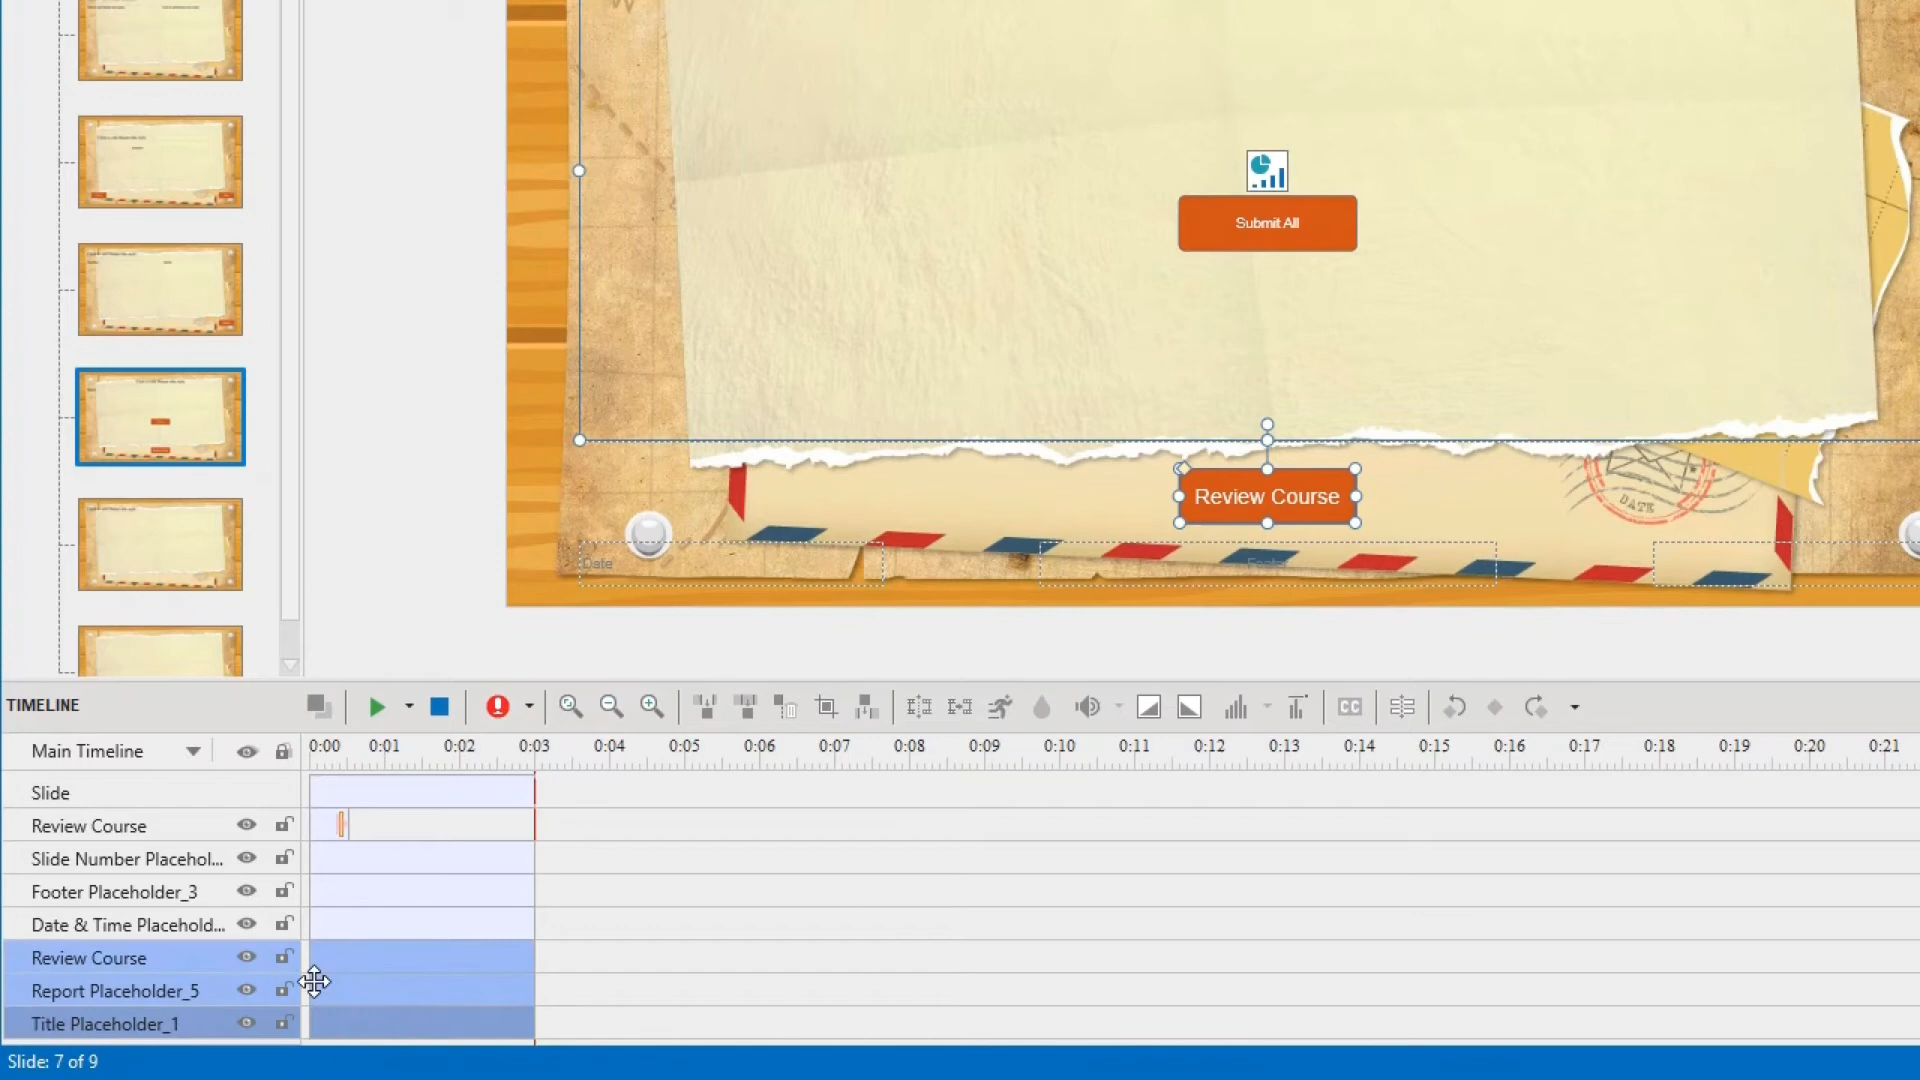 Submit All
Review Course
DATE
Date
Footer
TIMELINE
CC
Main Timeline
0:00 0:01 0:02 0:03 0:04 0:05 0:06 0:07 0:08 0:09 0:10 0:11 0:12 0:13 0:14 0:15 0:16 0:17 0:18 0:19 0:20 0:21
Slide
Review Course
Slide Number Placehol...
Footer Placeholder_3
Date & Time Placehold...
Review Course
Report Placeholder_5
Title Placeholder_1
Slide: 7 of 9